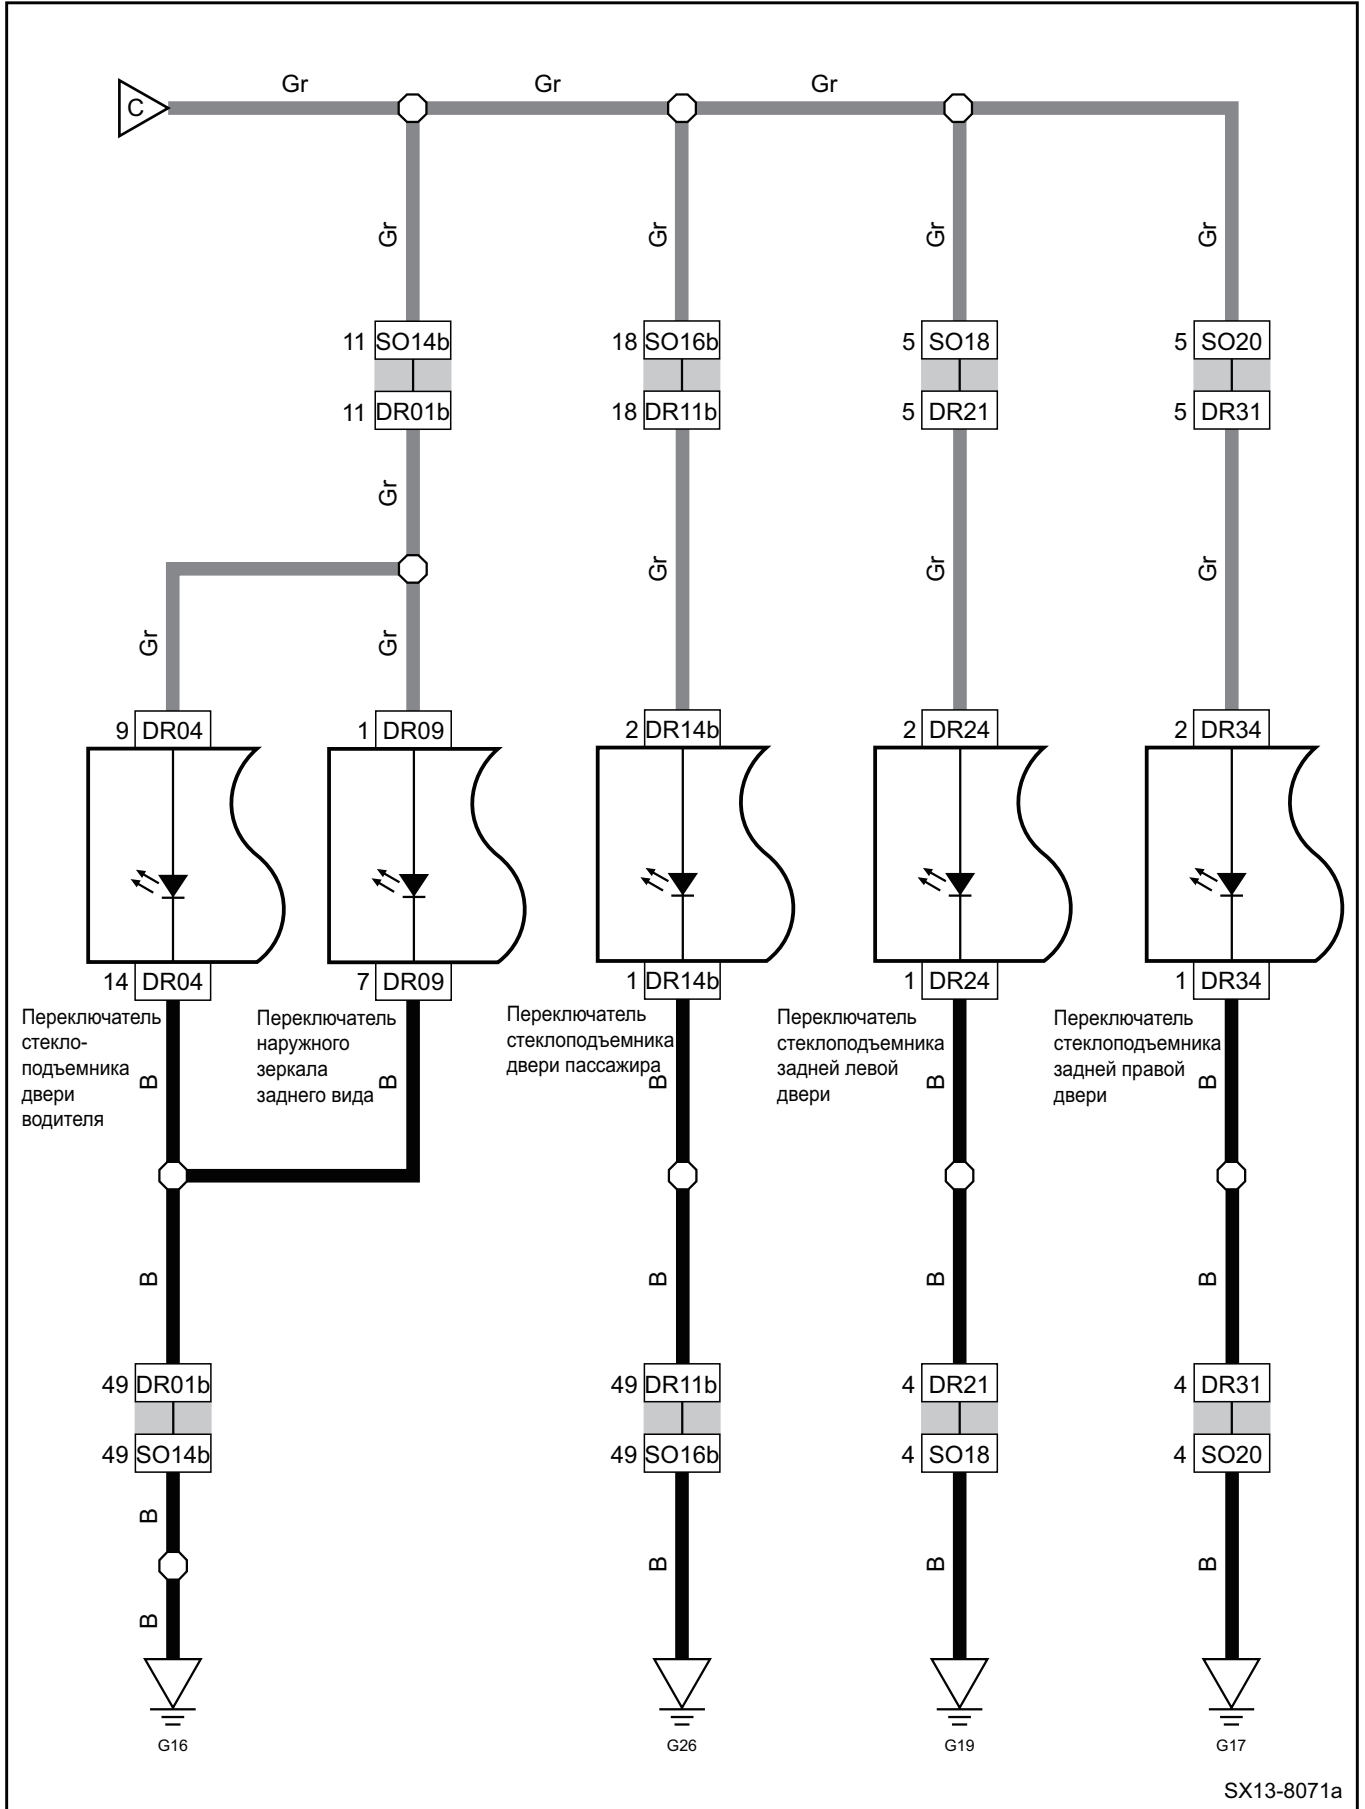 C
Gr Gr Gr
Gr Gr Gr Gr
11 SO14b 18 SO16b 5 SO18 5 SO20
11 DR01b 18 DR11b 5 DR21 5 DR31
Gr
Gr Gr Gr
Gr Gr
9 DR04 1 DR09 2 DR14b 2 DR24 2 DR34
14 DR04 7 DR09 1 DR14b 1 DR24 1 DR34
Переключатель
стекло-
подъемника
двери
водителя
Переключатель
наружного
зеркала
заднего вида
Переключатель
стеклоподъемника
двери пассажира
Переключатель
стеклоподъемника
задней левой
двери
Переключатель
стеклоподъемника
задней правой
двери
B B B B B
B B B B
49 DR01b 49 DR11b 4 DR21 4 DR31
49 SO14b 49 SO16b 4 SO18 4 SO20
B
B B B
B
G16 G26 G19 G17
SX13-8071a